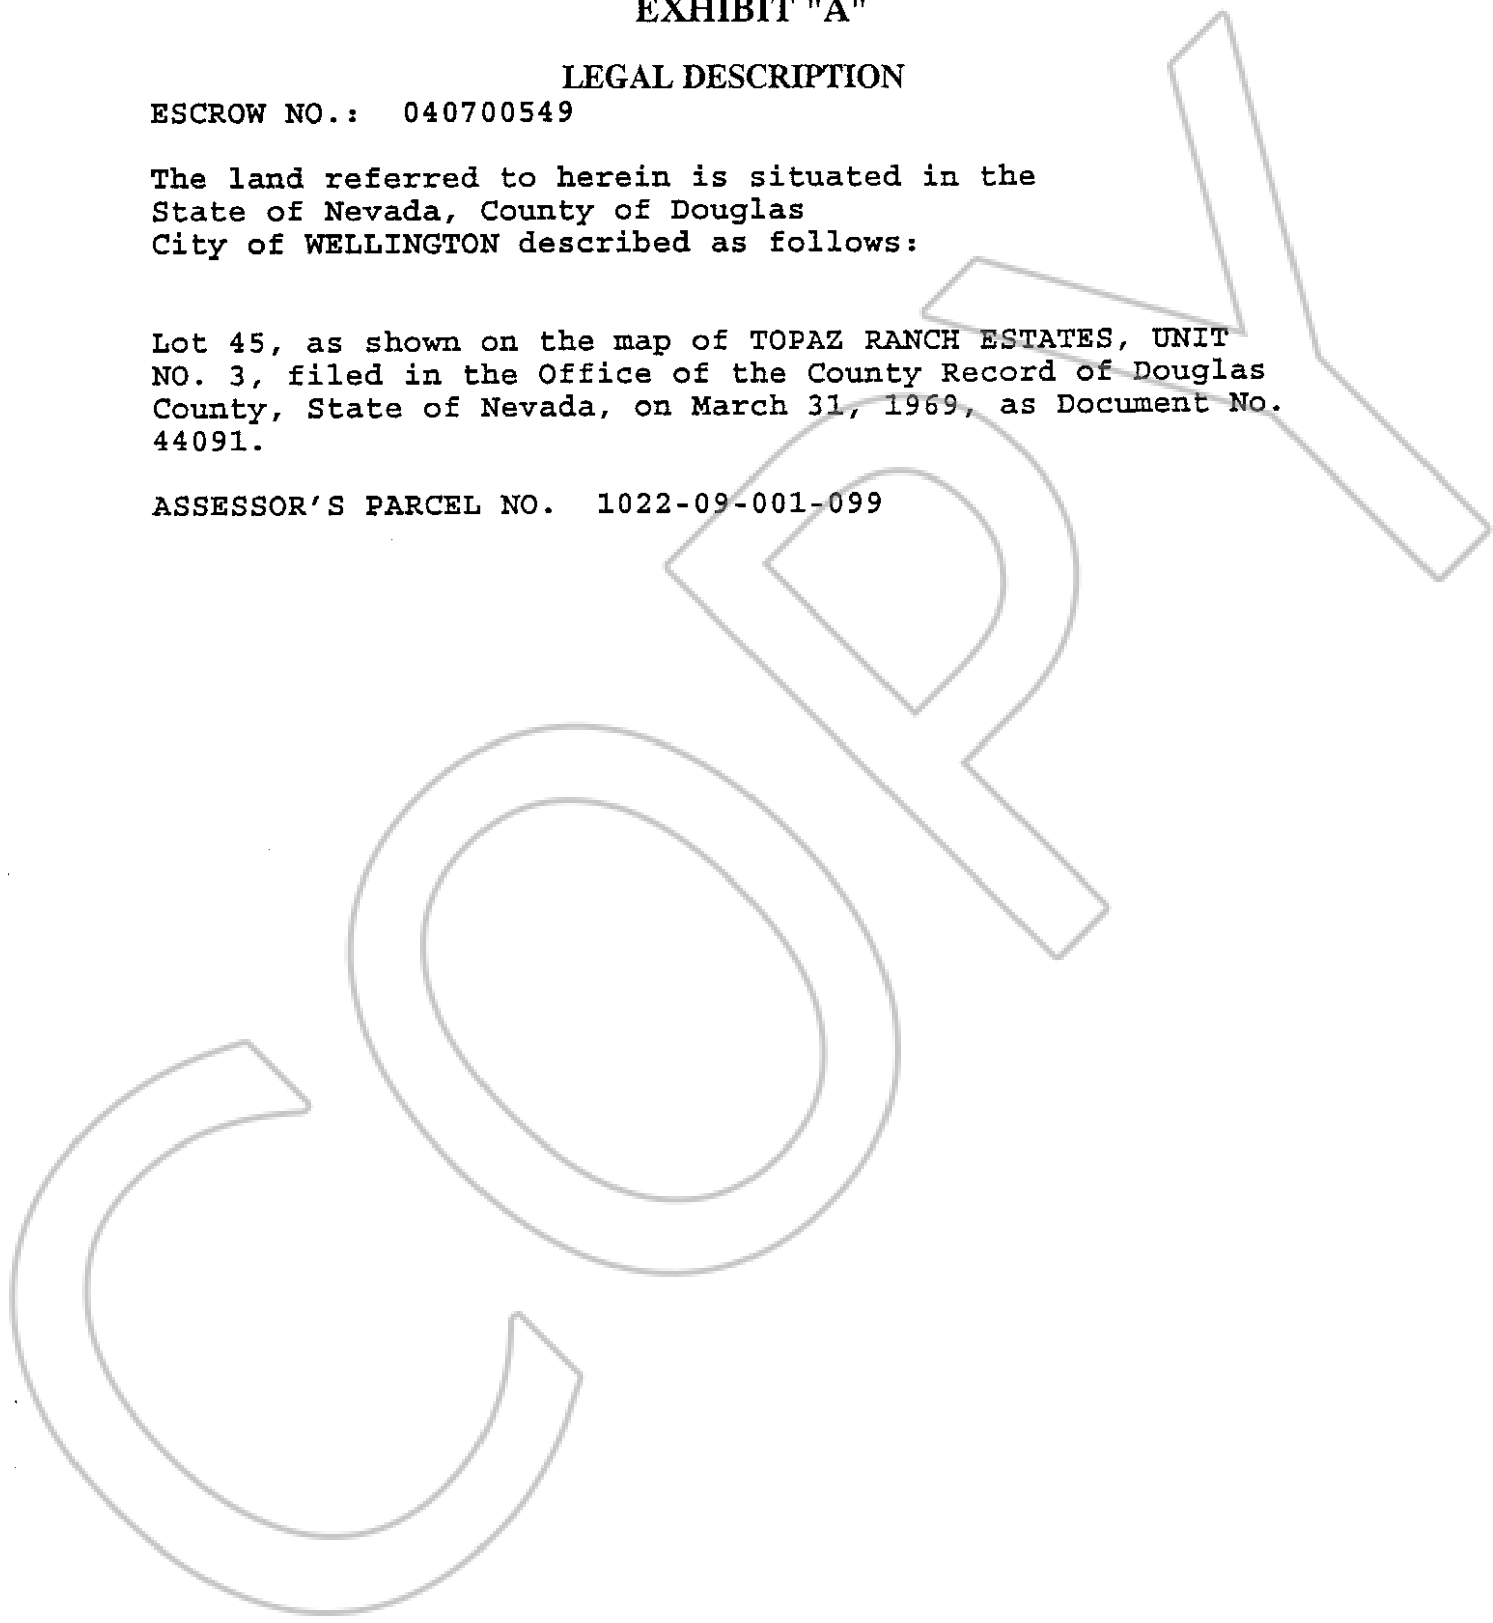 EXHIBIT "A"
LEGAL DESCRIPTION
ESCROW NO.: 040700549
The land referred to herein is situated in the
State of Nevada, County of Douglas
City of WELLINGTON described as follows:
Lot 45, as shown on the map of TOPAZ RANCH ESTATES, UNIT
NO. 3, filed in the Office of the County Record of Douglas
County, State of Nevada, on March 31, 1969, as Document No.
44091.
ASSESSOR'S PARCEL NO. 1022-09-001-099
COPY